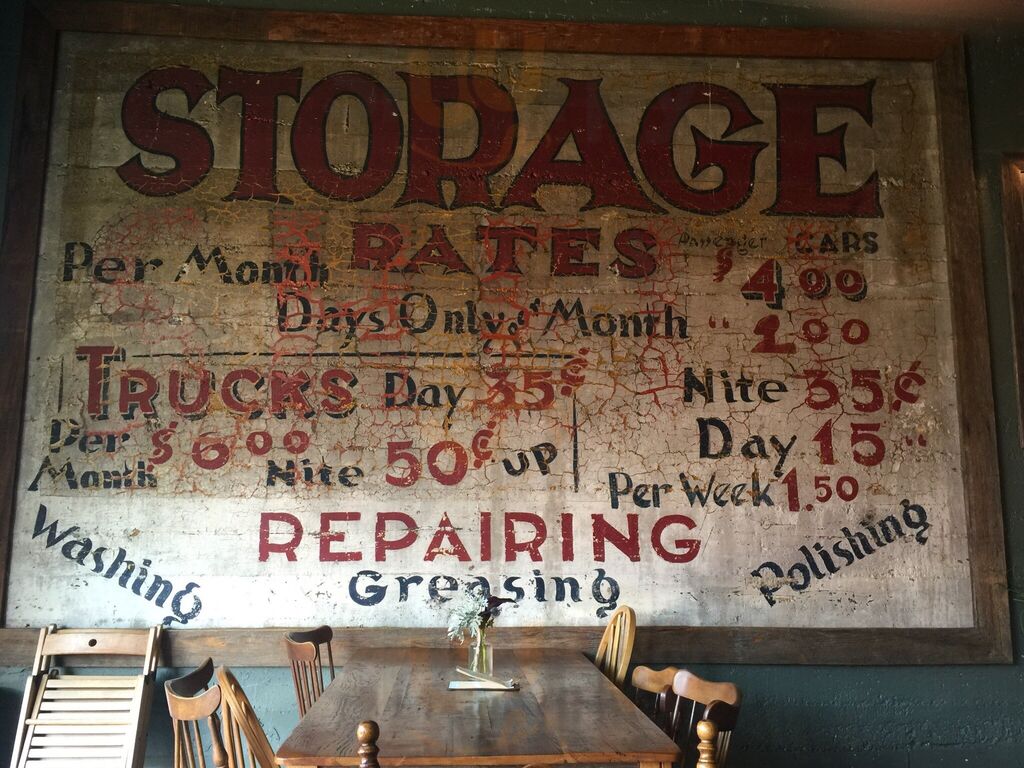 STORAGE
RATES Passenger CARS
Per Month $4.00
Days Only " Month " 2.00
TRUCKS Day 35¢ Nite 35¢
Per Month $6.00 Nite 50¢ UP Day 15 "
Per Week 1.50
REPAIRING
Washing Greasing Polishing